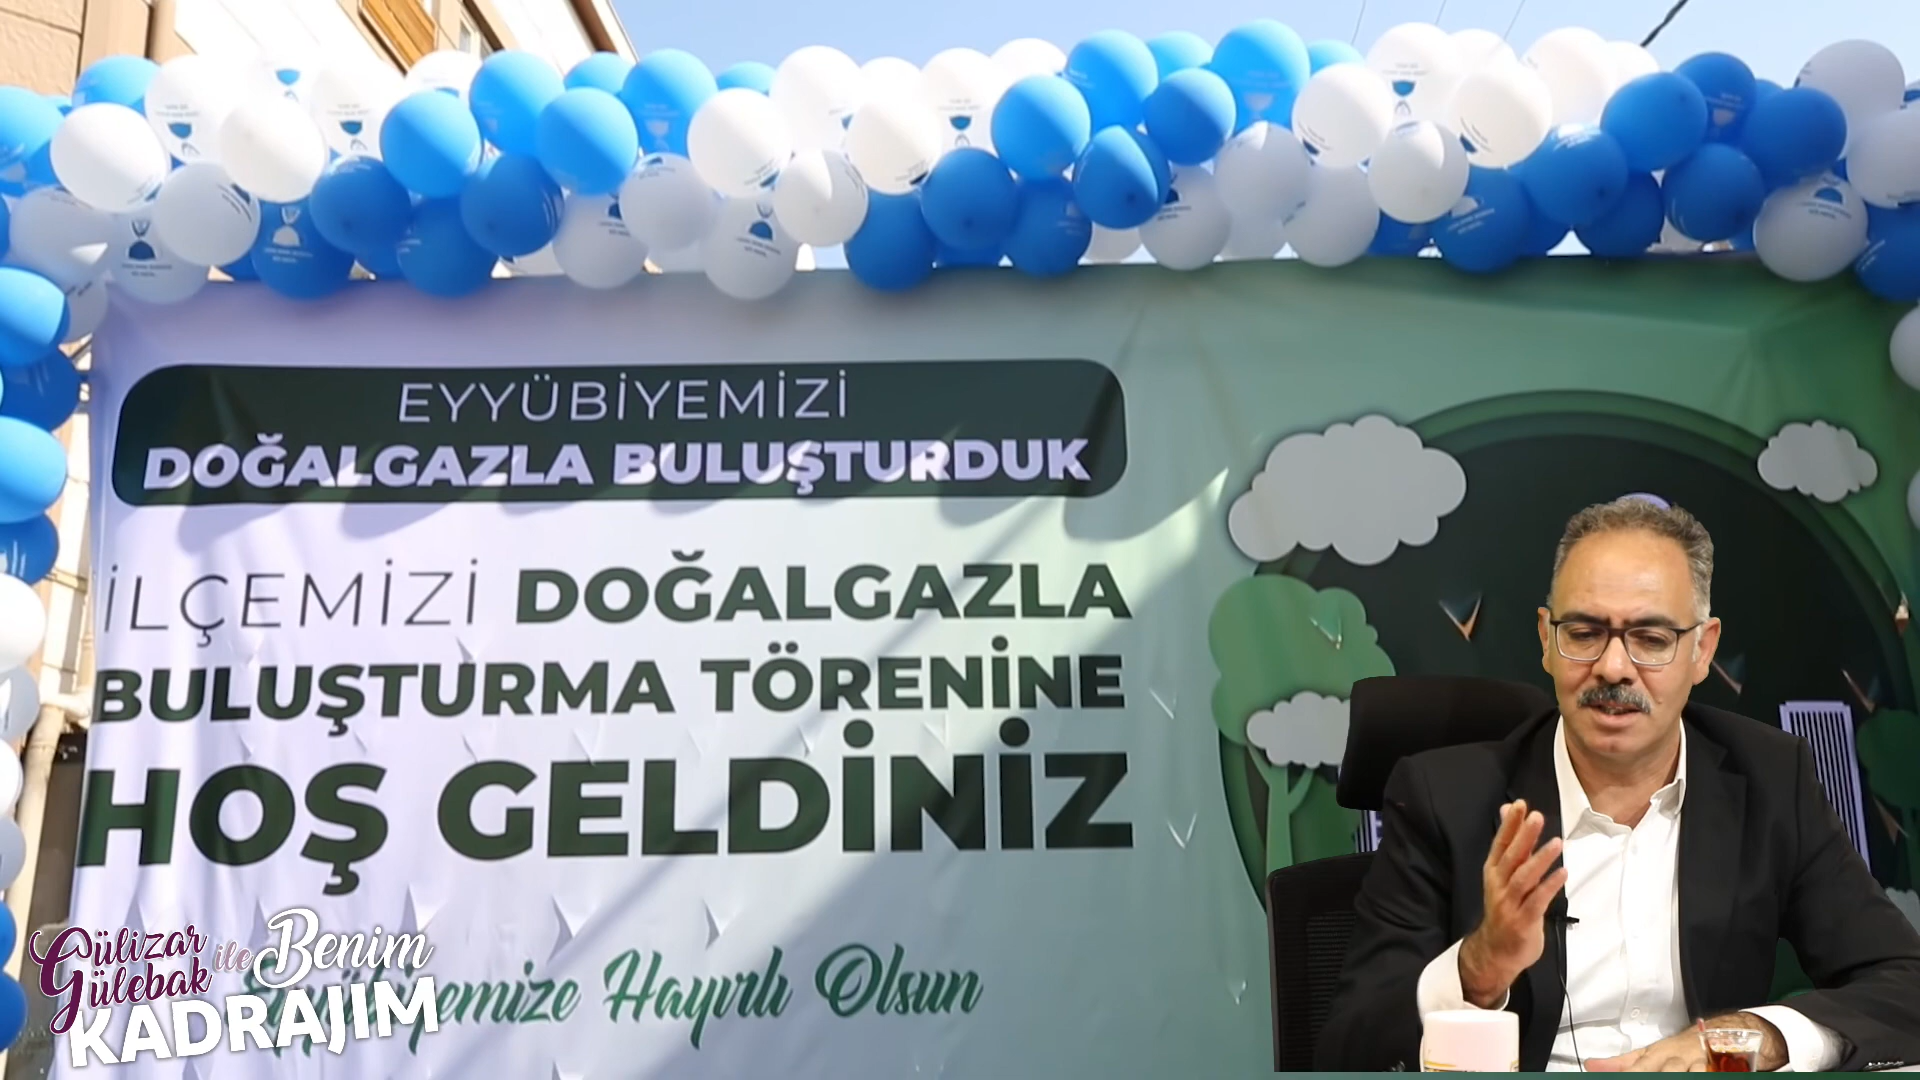 EYYÜBİYEMİZİ
DOĞALGAZLA BULUŞTURDUK
İLÇEMİZİ DOĞALGAZLA
BULUŞTURMA TÖRENİNE
HOŞ GELDİNİZ
Eyyübiyemize Hayırlı Olsun
Gülizar Gülebak ile Benim
KADRAJIM